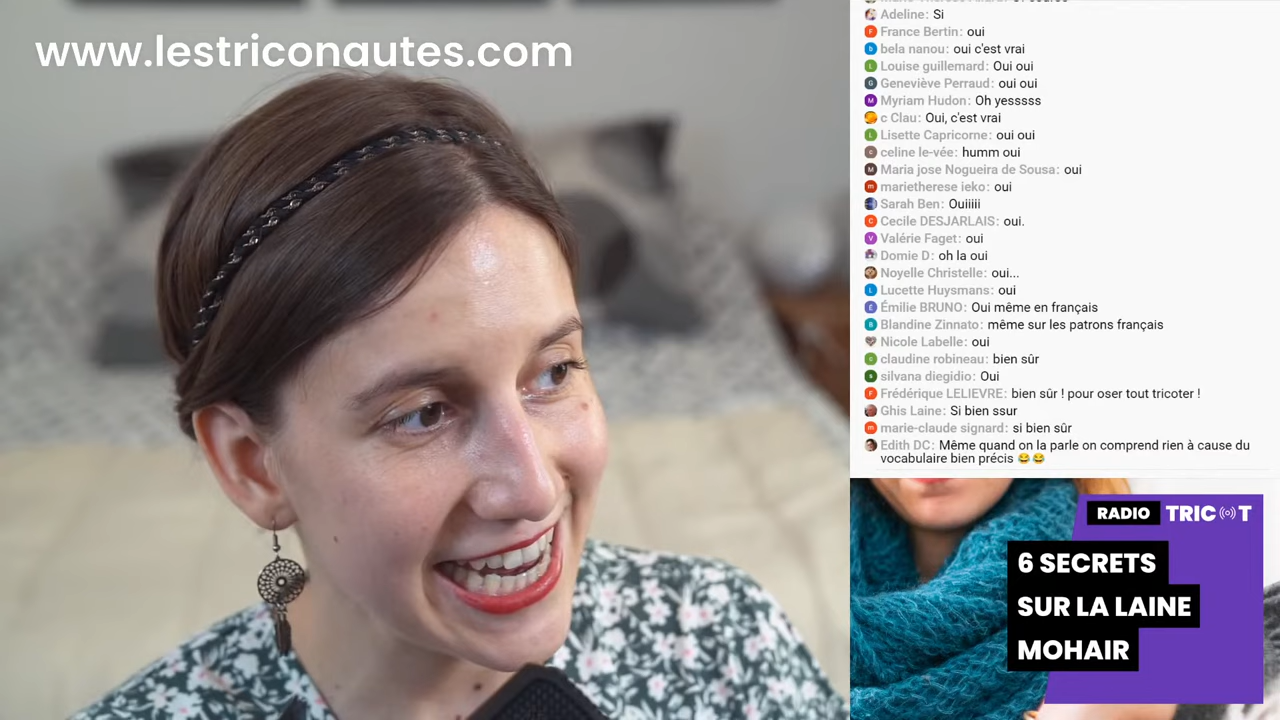 www.lestriconautes.com
Adeline: Si
France Bertin: oui
bela nanou: oui c'est vrai
Louise guillemard: Oui oui
Geneviève Perraud: oui oui
Myriam Hudon: Oh yesssss
c Clau: Oui, c'est vrai
Lisette Capricorne: oui oui
celine le-vée: humm oui
Maria jose Nogueira de Sousa: oui
marietherese ieko: oui
Sarah Ben: Ouiiiii
Cecile DESJARLAIS: oui.
Valérie Faget: oui
Domie D: oh la oui
Noyelle Christelle: oui...
Lucette Huysmans: oui
Émilie BRUNO: Oui même en français
Blandine Zinnato: même sur les patrons français
Nicole Labelle: oui
claudine robineau: bien sûr
silvana diegidio: Oui
Frédérique LELIEVRE: bien sûr ! pour oser tout tricoter !
Ghis Laine: Si bien ssur
marie-claude signard: si bien sûr
Edith DC: Même quand on la parle on comprend rien à cause du
vocabulaire bien précis 😂😂
RADIO TRICOT
6 SECRETS
SUR LA LAINE
MOHAIR